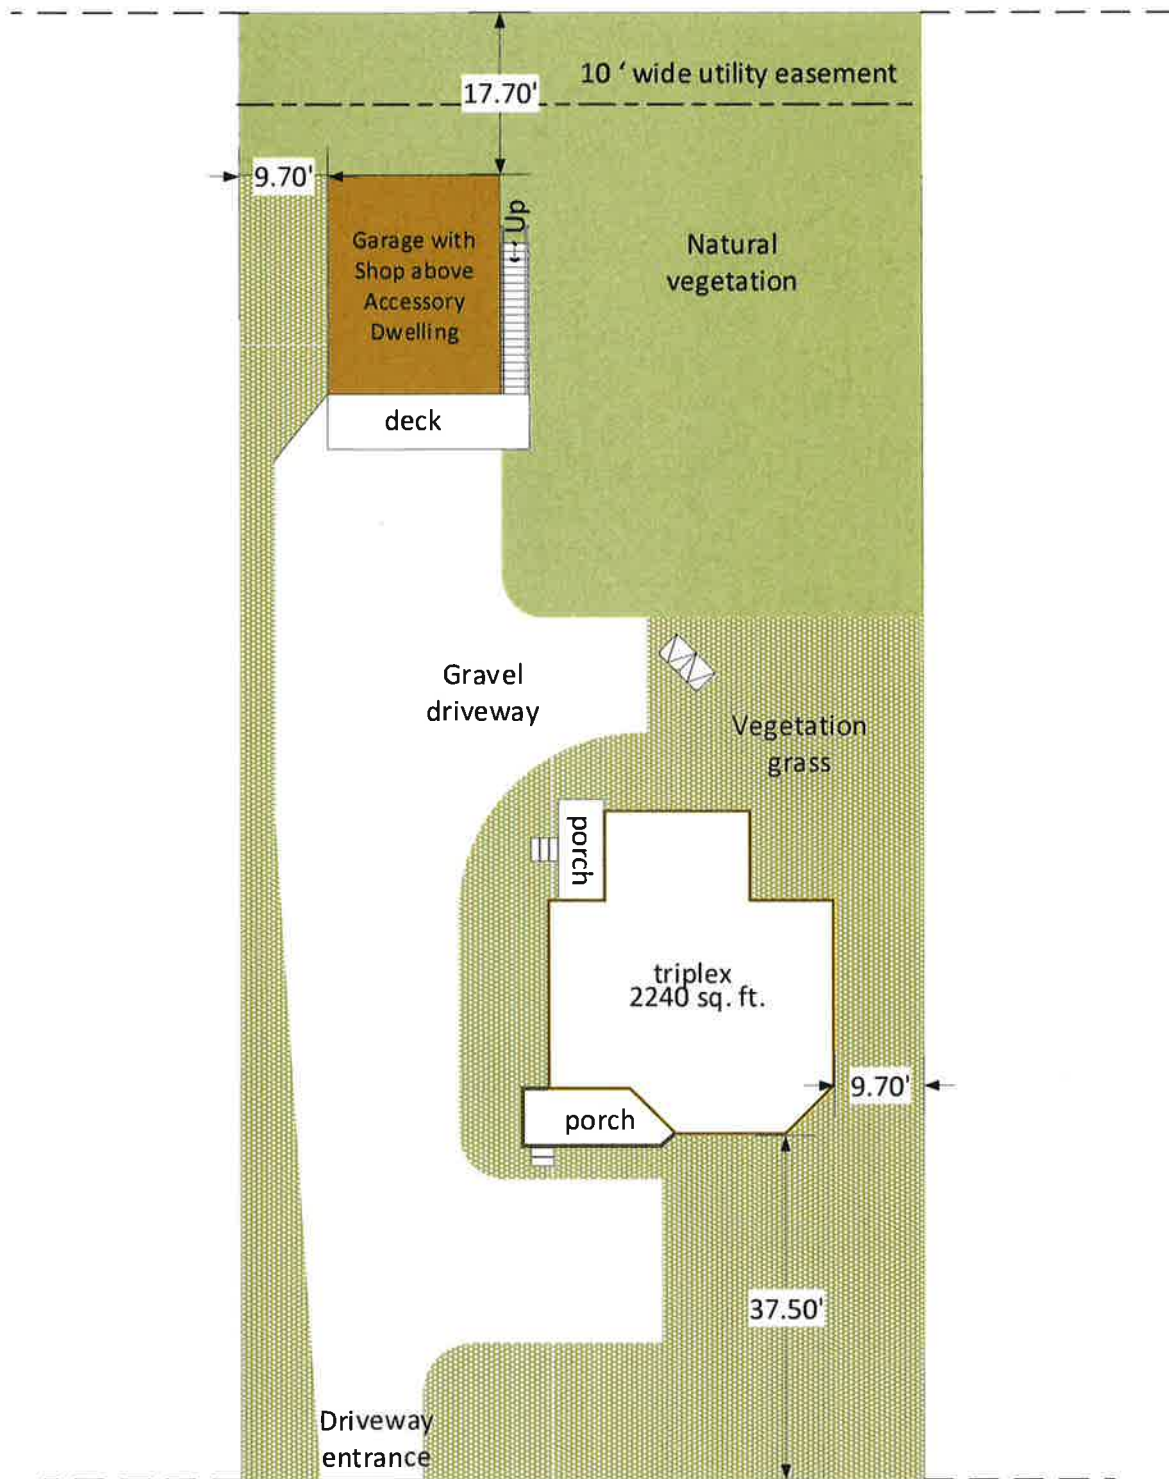 10 ‘ wide utility easement
17.70'
9.70'
Up
Garage with
Shop above
Accessory
Dwelling
Natural
vegetation
deck
Gravel
driveway
Vegetation
grass
porch
triplex
2240 sq. ft.
9.70'
porch
37.50'
Driveway
entrance